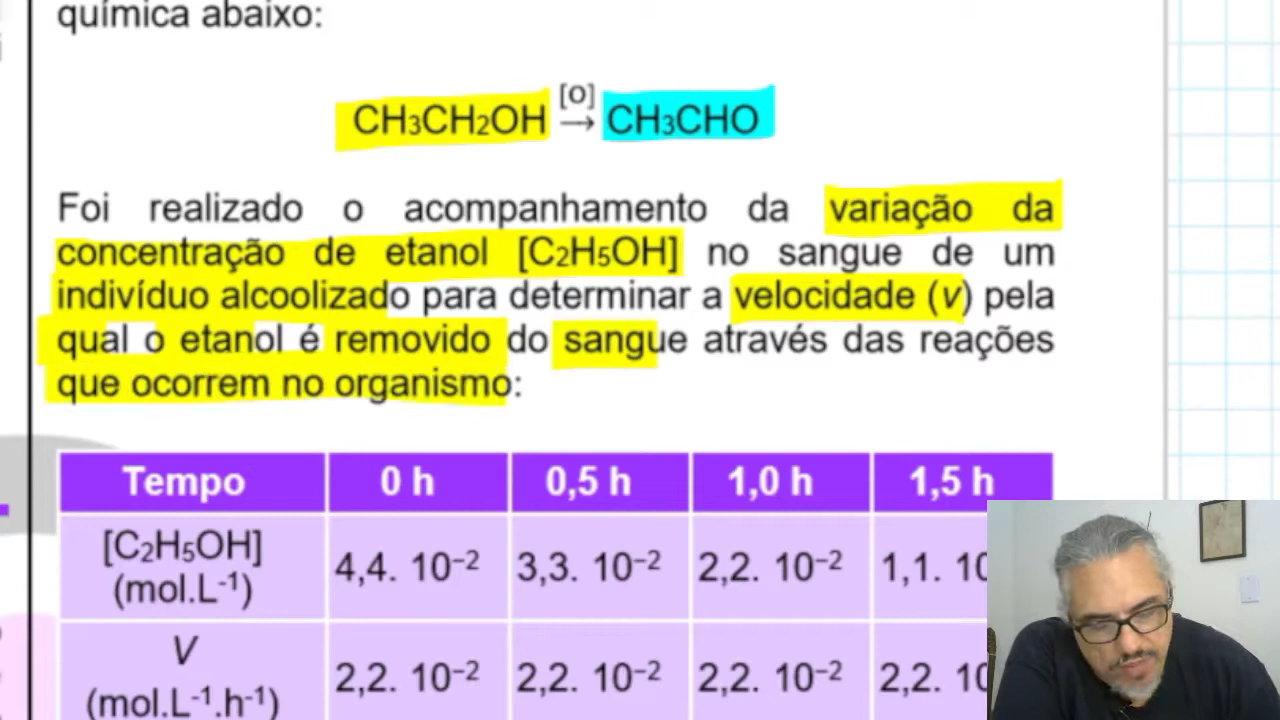 química abaixo:
[O]
CH₃CH₂OH → CH₃CHO
Foi realizado o acompanhamento da variação da
concentração de etanol [C₂H₅OH] no sangue de um
indivíduo alcoolizado para determinar a velocidade (v) pela
qual o etanol é removido do sangue através das reações
que ocorrem no organismo:
Tempo 0 h 0,5 h 1,0 h 1,5 h
[C₂H₅OH]
(mol.L⁻¹) 4,4. 10⁻² 3,3. 10⁻² 2,2. 10⁻² 1,1. 10
V
(mol.L⁻¹.h⁻¹) 2,2. 10⁻² 2,2. 10⁻² 2,2. 10⁻² 2,2. 10